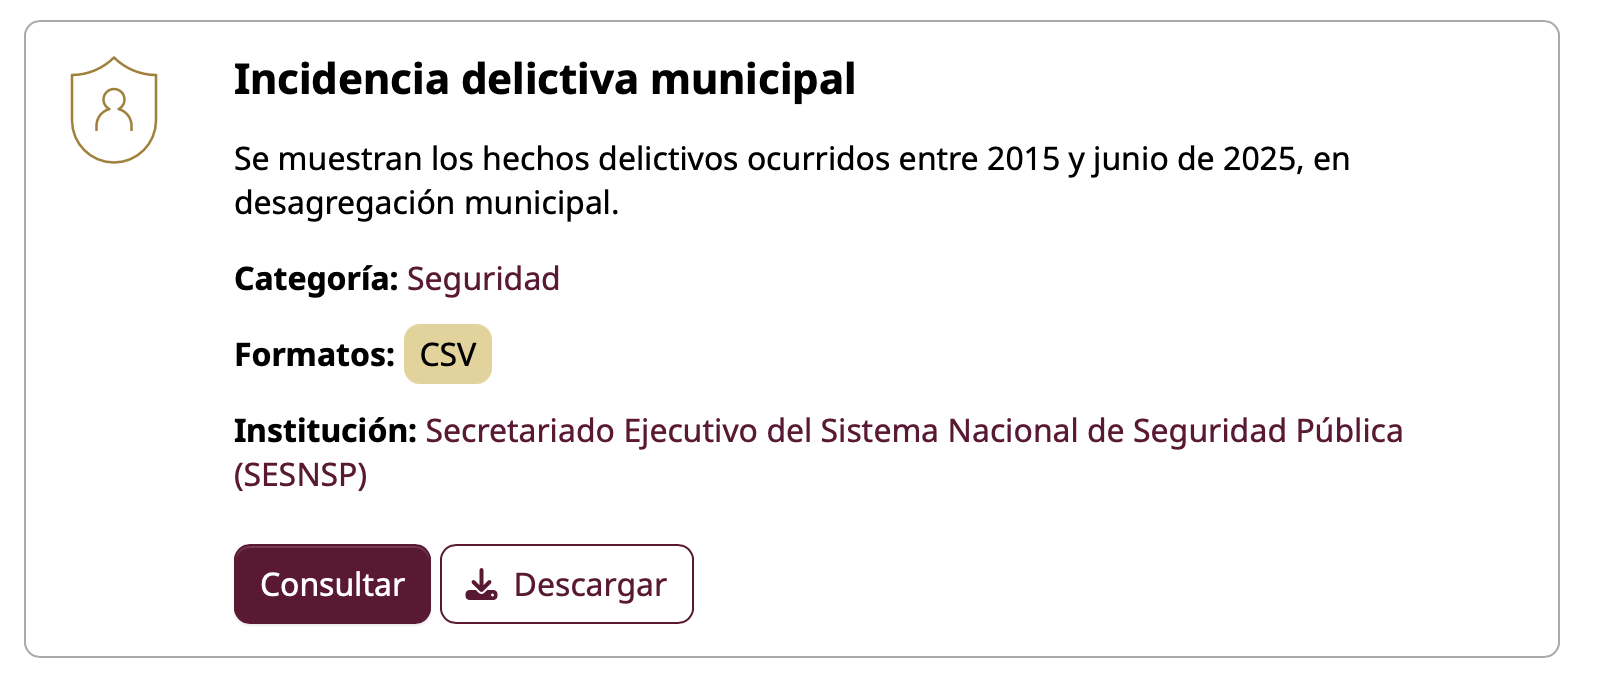 Incidencia delictiva municipal
Se muestran los hechos delictivos ocurridos entre 2015 y junio de 2025, en
desagregación municipal.
Categoría: Seguridad
Formatos: CSV
Institución: Secretariado Ejecutivo del Sistema Nacional de Seguridad Pública
(SESNSP)
Consultar Descargar